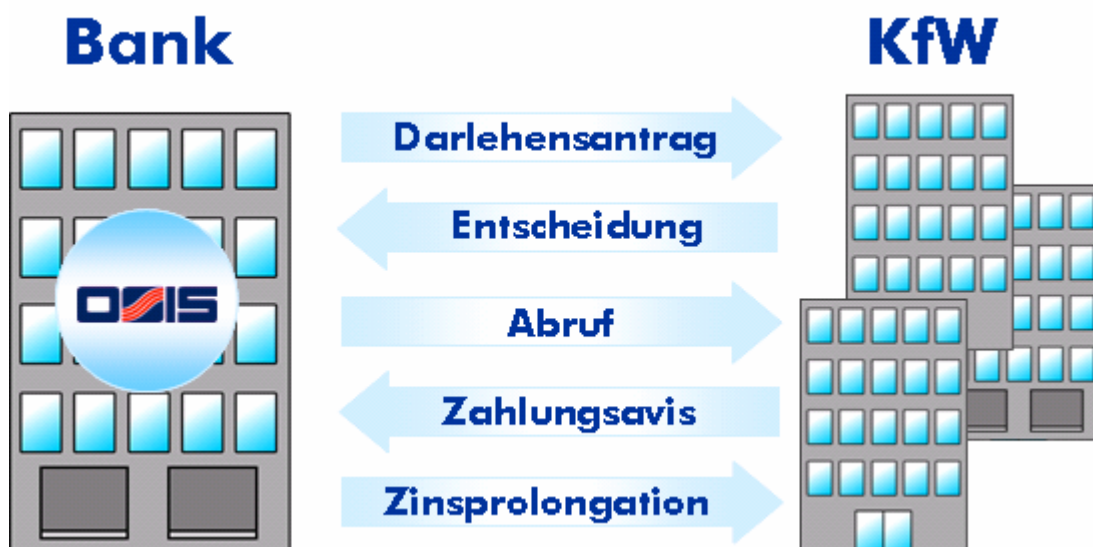 Bank
KfW
Darlehensantrag
Entscheidung
OSIS
Abruf
Zahlungsavis
Zinsprolongation